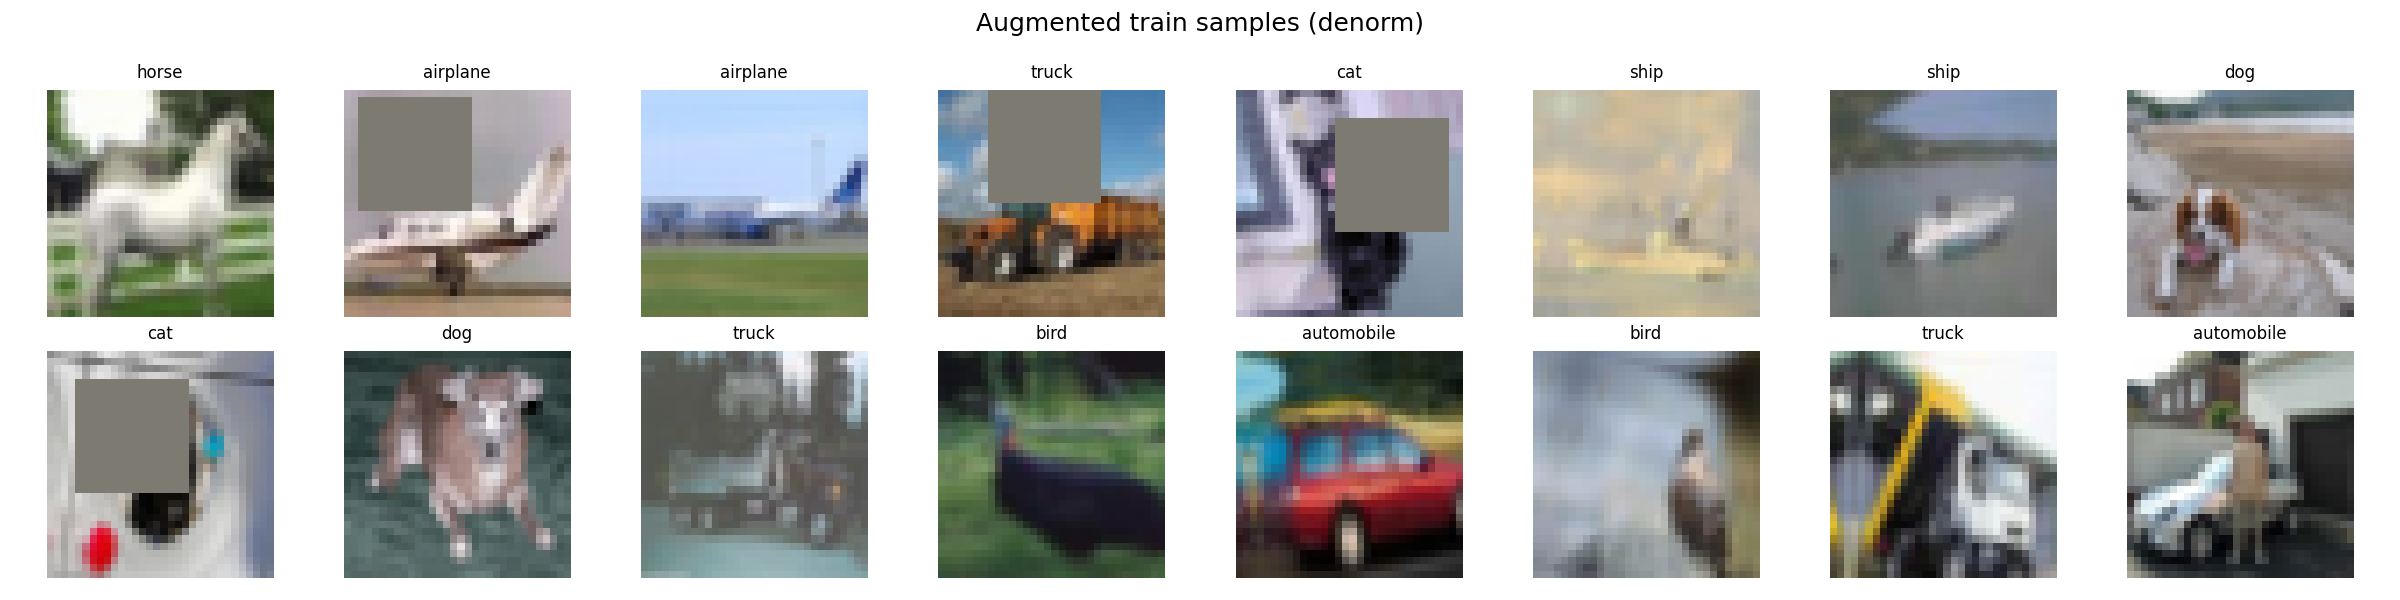 Augmented train samples (denorm)
horse airplane airplane truck cat ship ship dog
cat dog truck bird automobile bird truck automobile